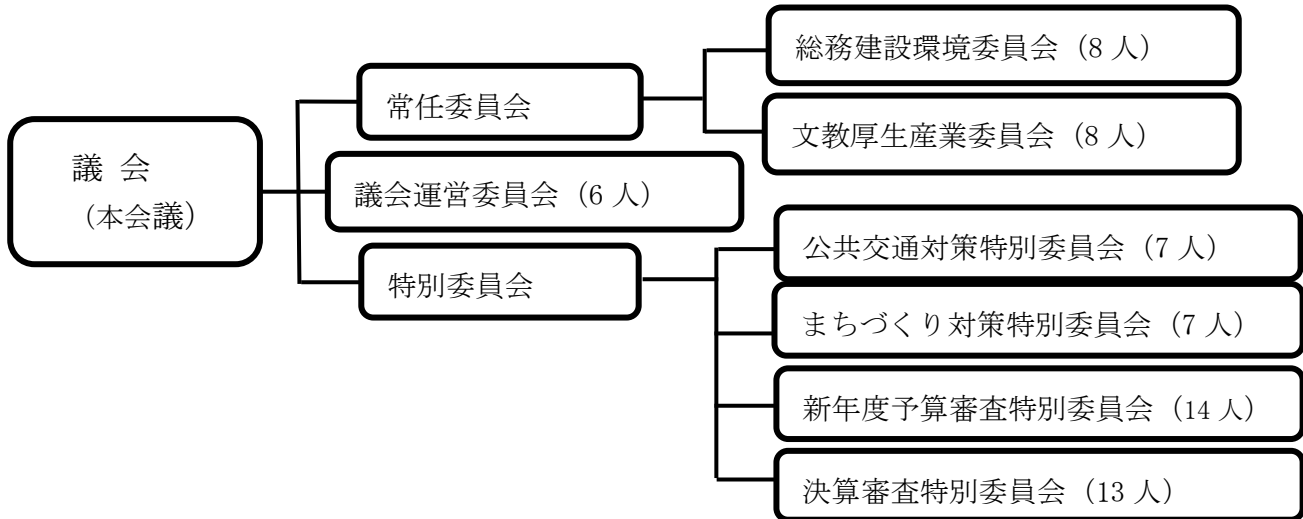 議 会
(本会議)
常任委員会
総務建設環境委員会（8 人）
文教厚生産業委員会（8 人）
議会運営委員会（6 人）
特別委員会
公共交通対策特別委員会（7 人）
まちづくり対策特別委員会（7 人）
新年度予算審査特別委員会（14 人）
決算審査特別委員会（13 人）